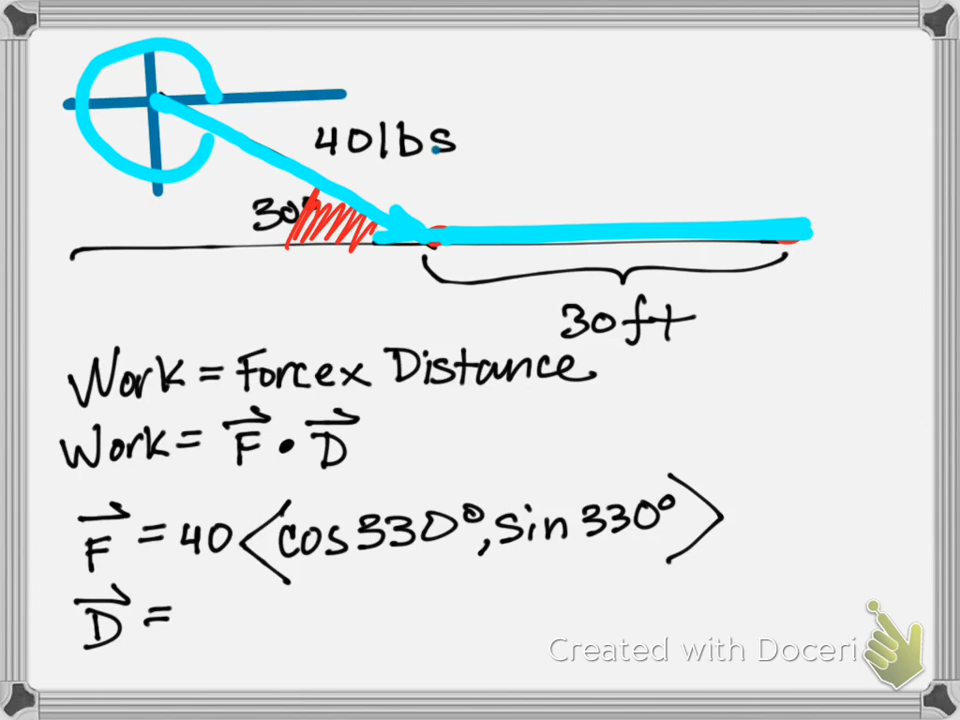 40lbs
30°
30ft
Work = Force x Distance
Work = F · D
F = 40 <cos 330°, sin 330°>
D =
Created with Doceri